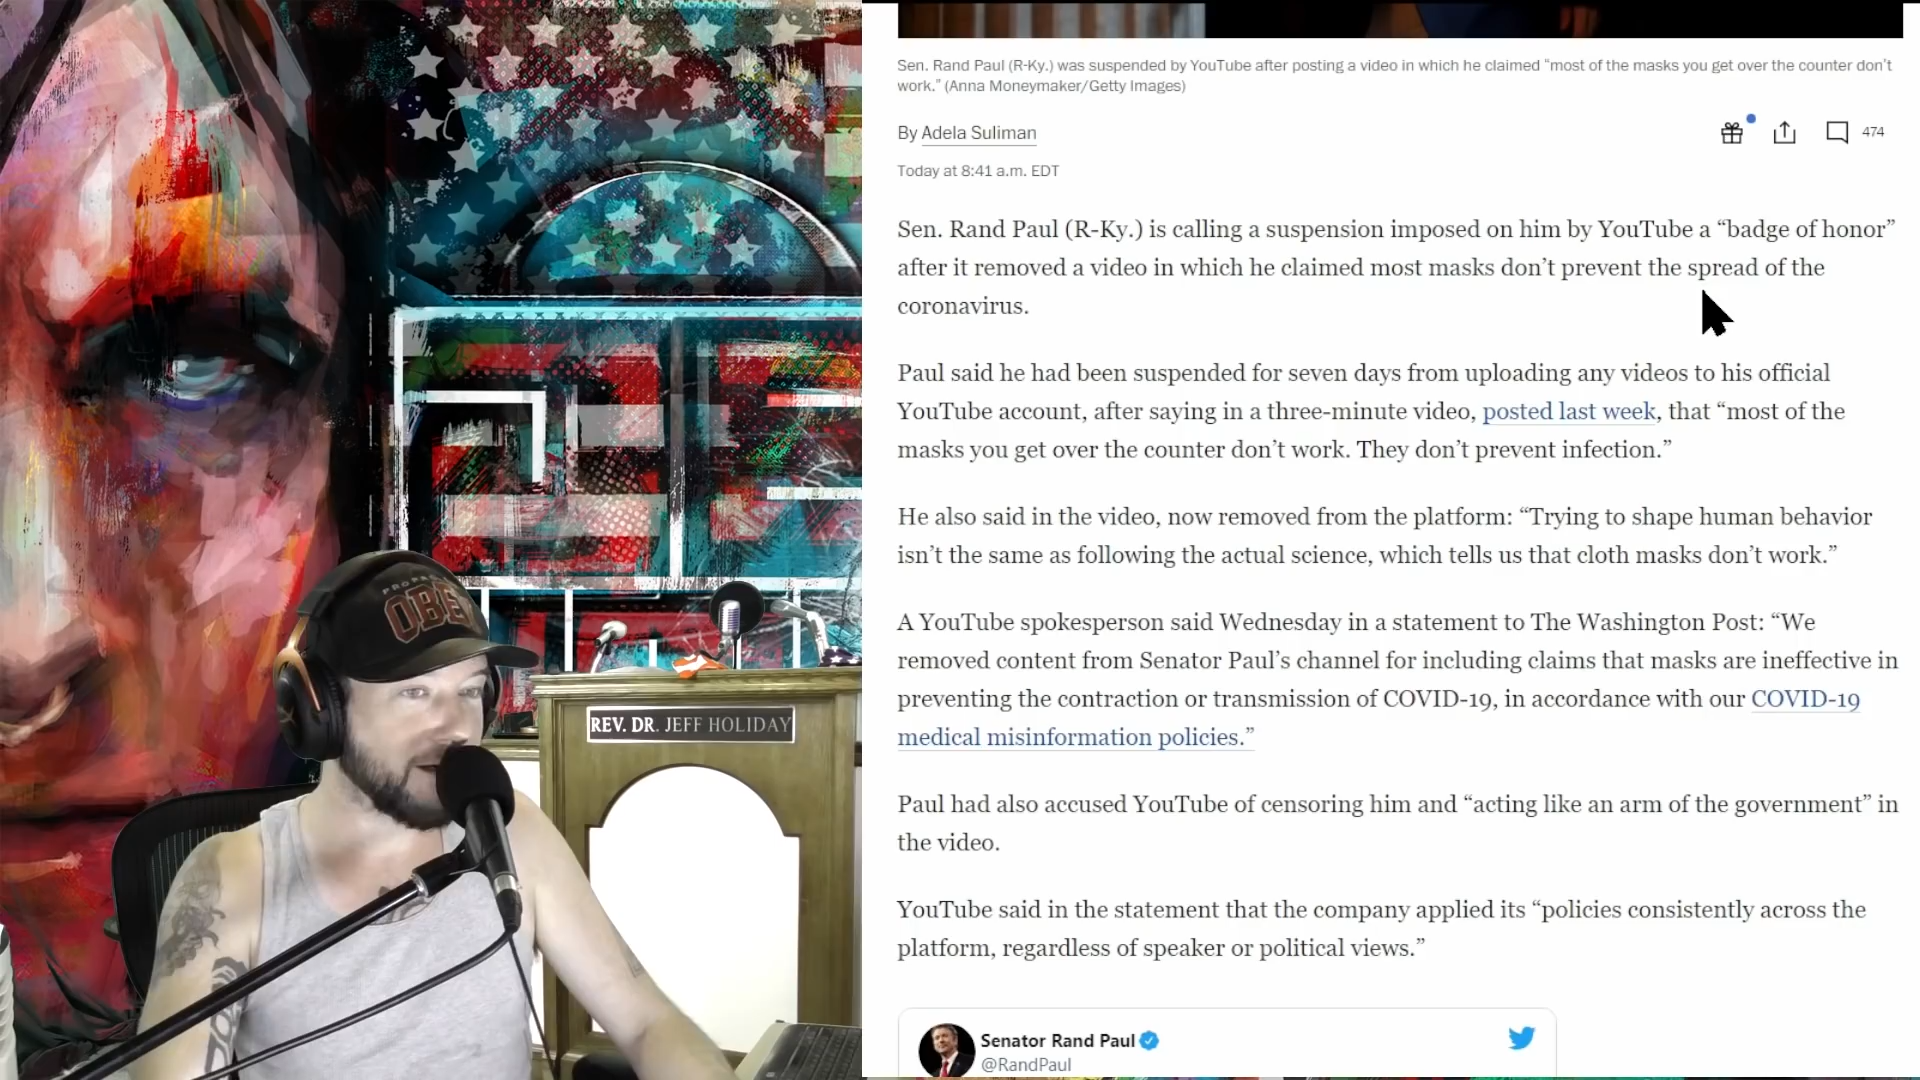 Sen. Rand Paul (R-Ky.) was suspended by YouTube after posting a video in which he claimed “most of the masks you get over the counter don’t
work.” (Anna Moneymaker/Getty Images)
By Adela Suliman
474
Today at 8:41 a.m. EDT
Sen. Rand Paul (R-Ky.) is calling a suspension imposed on him by YouTube a “badge of honor”
after it removed a video in which he claimed most masks don’t prevent the spread of the
coronavirus.
Paul said he had been suspended for seven days from uploading any videos to his official
YouTube account, after saying in a three-minute video, posted last week, that “most of the
masks you get over the counter don’t work. They don’t prevent infection.”
He also said in the video, now removed from the platform: “Trying to shape human behavior
isn’t the same as following the actual science, which tells us that cloth masks don’t work.”
A YouTube spokesperson said Wednesday in a statement to The Washington Post: “We
removed content from Senator Paul’s channel for including claims that masks are ineffective in
preventing the contraction or transmission of COVID-19, in accordance with our COVID-19
medical misinformation policies.”
Paul had also accused YouTube of censoring him and “acting like an arm of the government” in
the video.
YouTube said in the statement that the company applied its “policies consistently across the
platform, regardless of speaker or political views.”
Senator Rand Paul
@RandPaul
OBEY
REV. DR. JEFF HOLIDAY